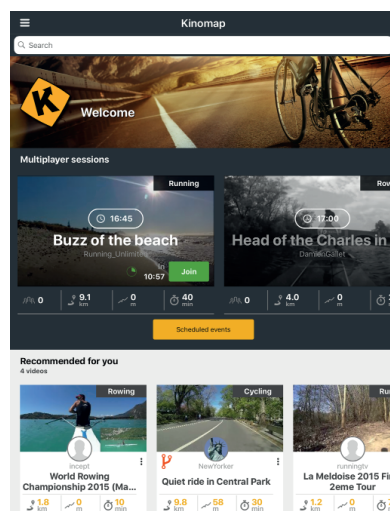 Kinomap
Search
Welcome
Multiplayer sessions
Running
16:45
Buzz of the beach
Running_Unlimited
in
10:57
Join
0
9.1
km
0
m
40
min
17:00
Head of the Charles in
DamienGallet
0
4.0
km
0
m
Scheduled events
Recommended for you
4 videos
Rowing
incept
World Rowing
Championship 2015 (Ma...
1.8
km
0
m
10
min
Cycling
NewYorker
Quiet ride in Central Park
9.8
km
58
m
30
min
runningtv
La Meldoise 2015
2eme Tour
1.2
km
0
m